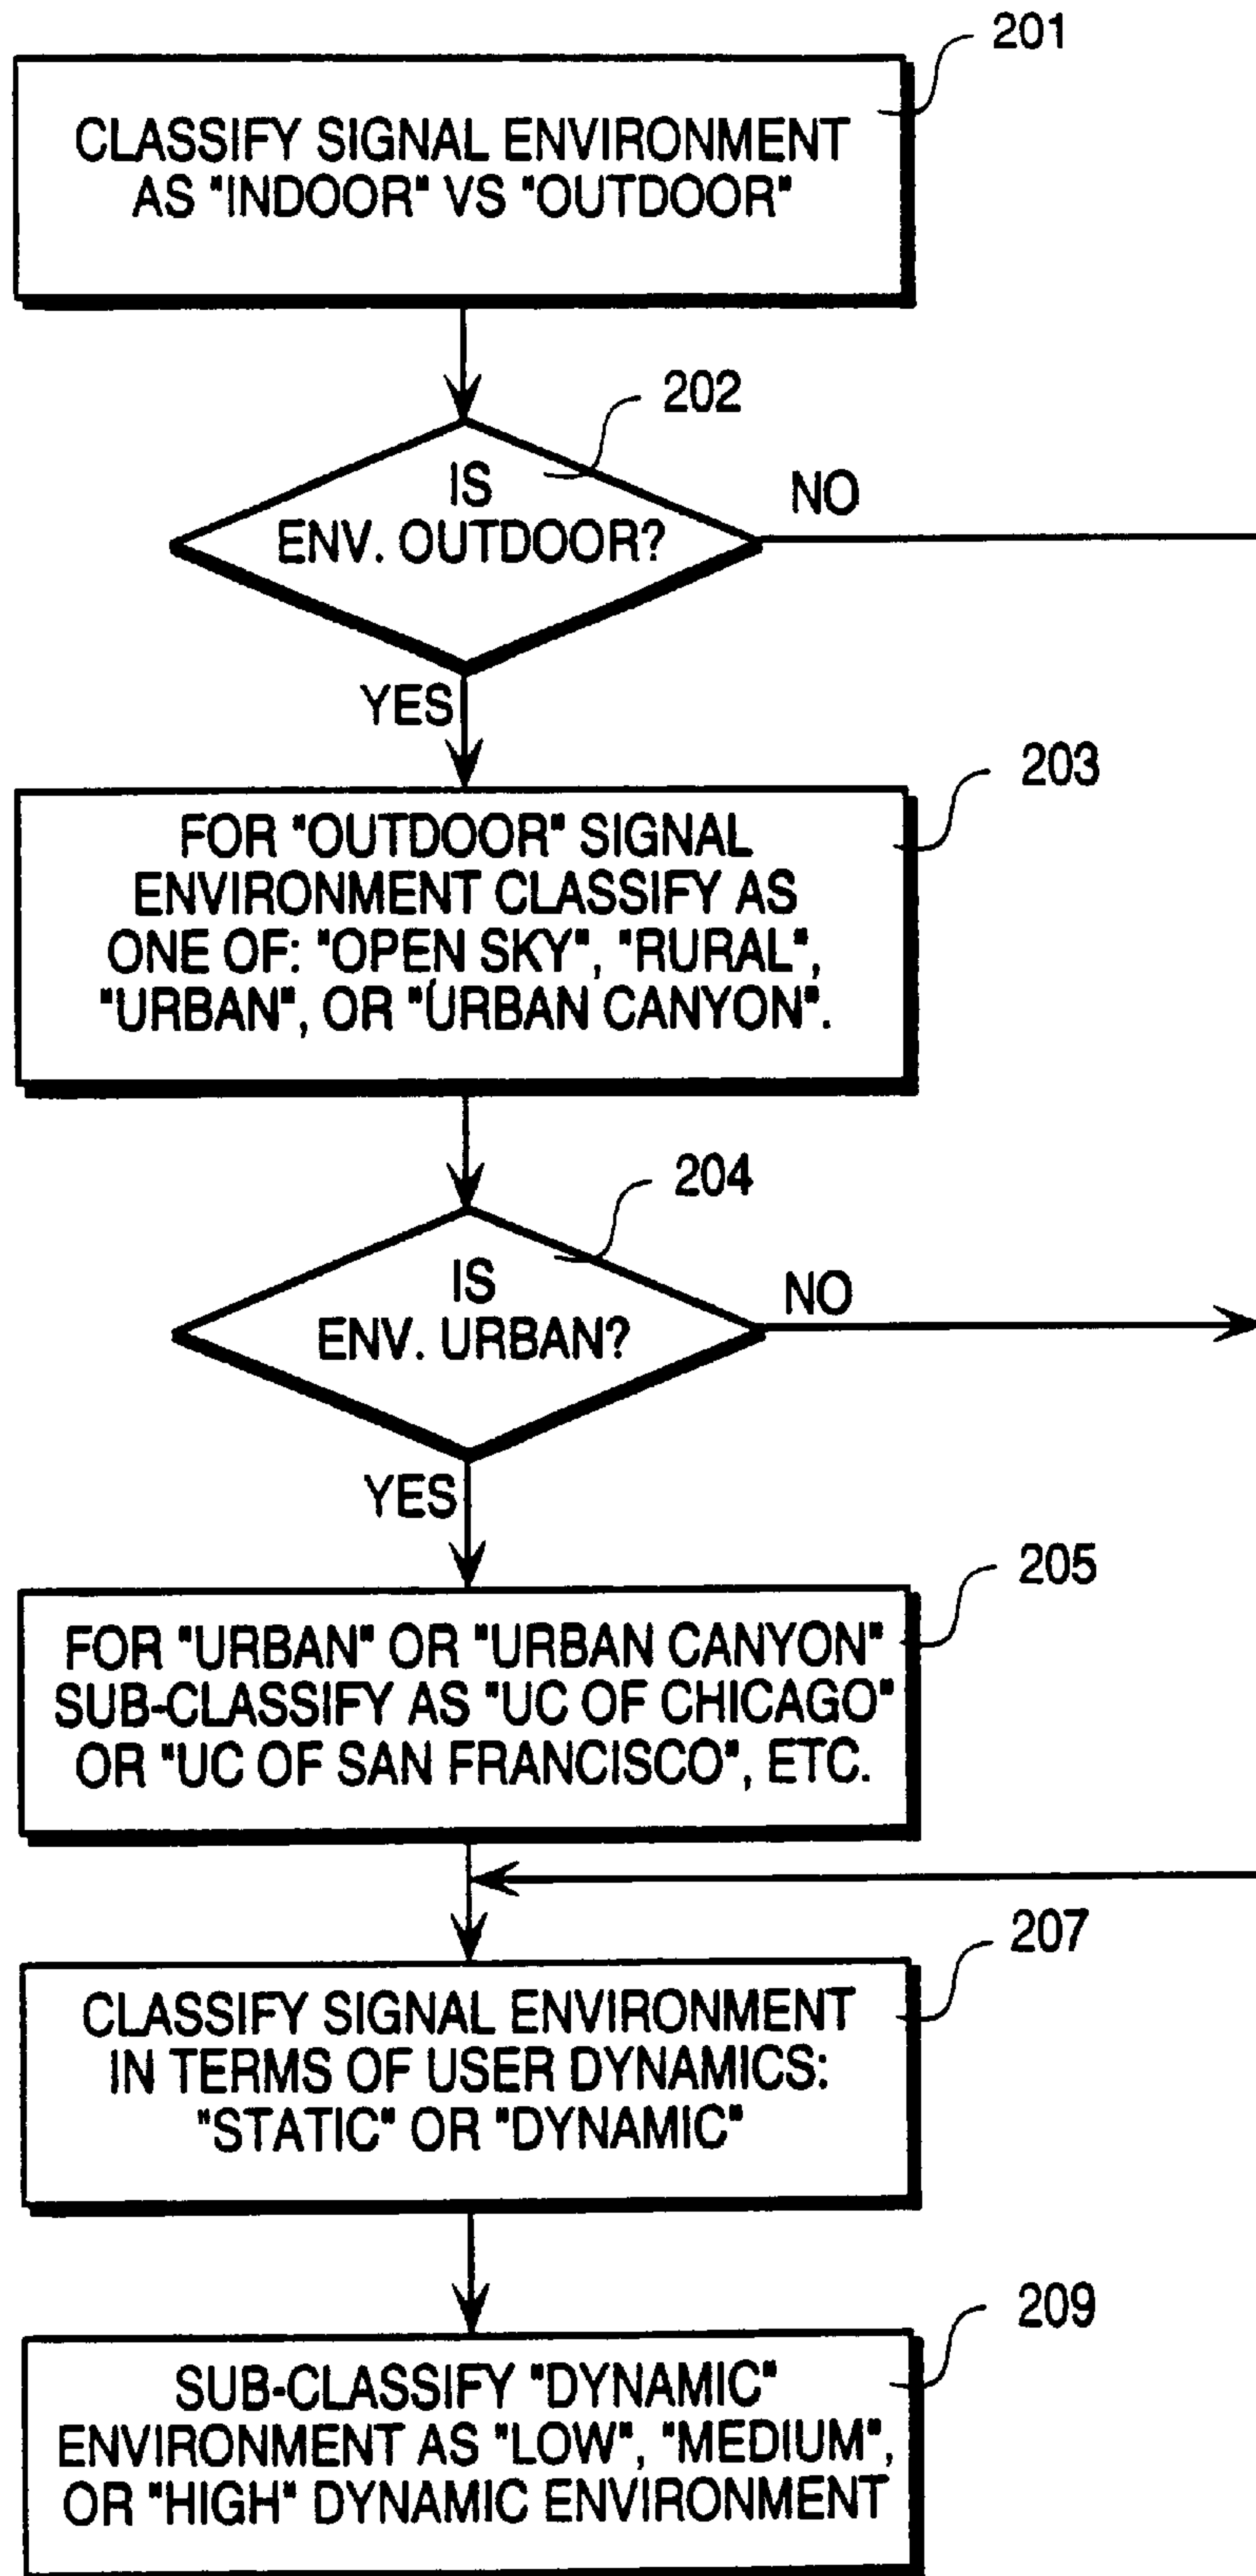 201
CLASSIFY SIGNAL ENVIRONMENT
AS "INDOOR" VS "OUTDOOR"
202
IS
ENV. OUTDOOR?
NO
YES
203
FOR "OUTDOOR" SIGNAL
ENVIRONMENT CLASSIFY AS
ONE OF: "OPEN SKY", "RURAL",
"URBAN", OR "URBAN CANYON".
204
IS
ENV. URBAN?
NO
YES
205
FOR "URBAN" OR "URBAN CANYON"
SUB-CLASSIFY AS "UC OF CHICAGO"
OR "UC OF SAN FRANCISCO", ETC.
207
CLASSIFY SIGNAL ENVIRONMENT
IN TERMS OF USER DYNAMICS:
"STATIC" OR "DYNAMIC"
209
SUB-CLASSIFY "DYNAMIC"
ENVIRONMENT AS "LOW", "MEDIUM",
OR "HIGH" DYNAMIC ENVIRONMENT